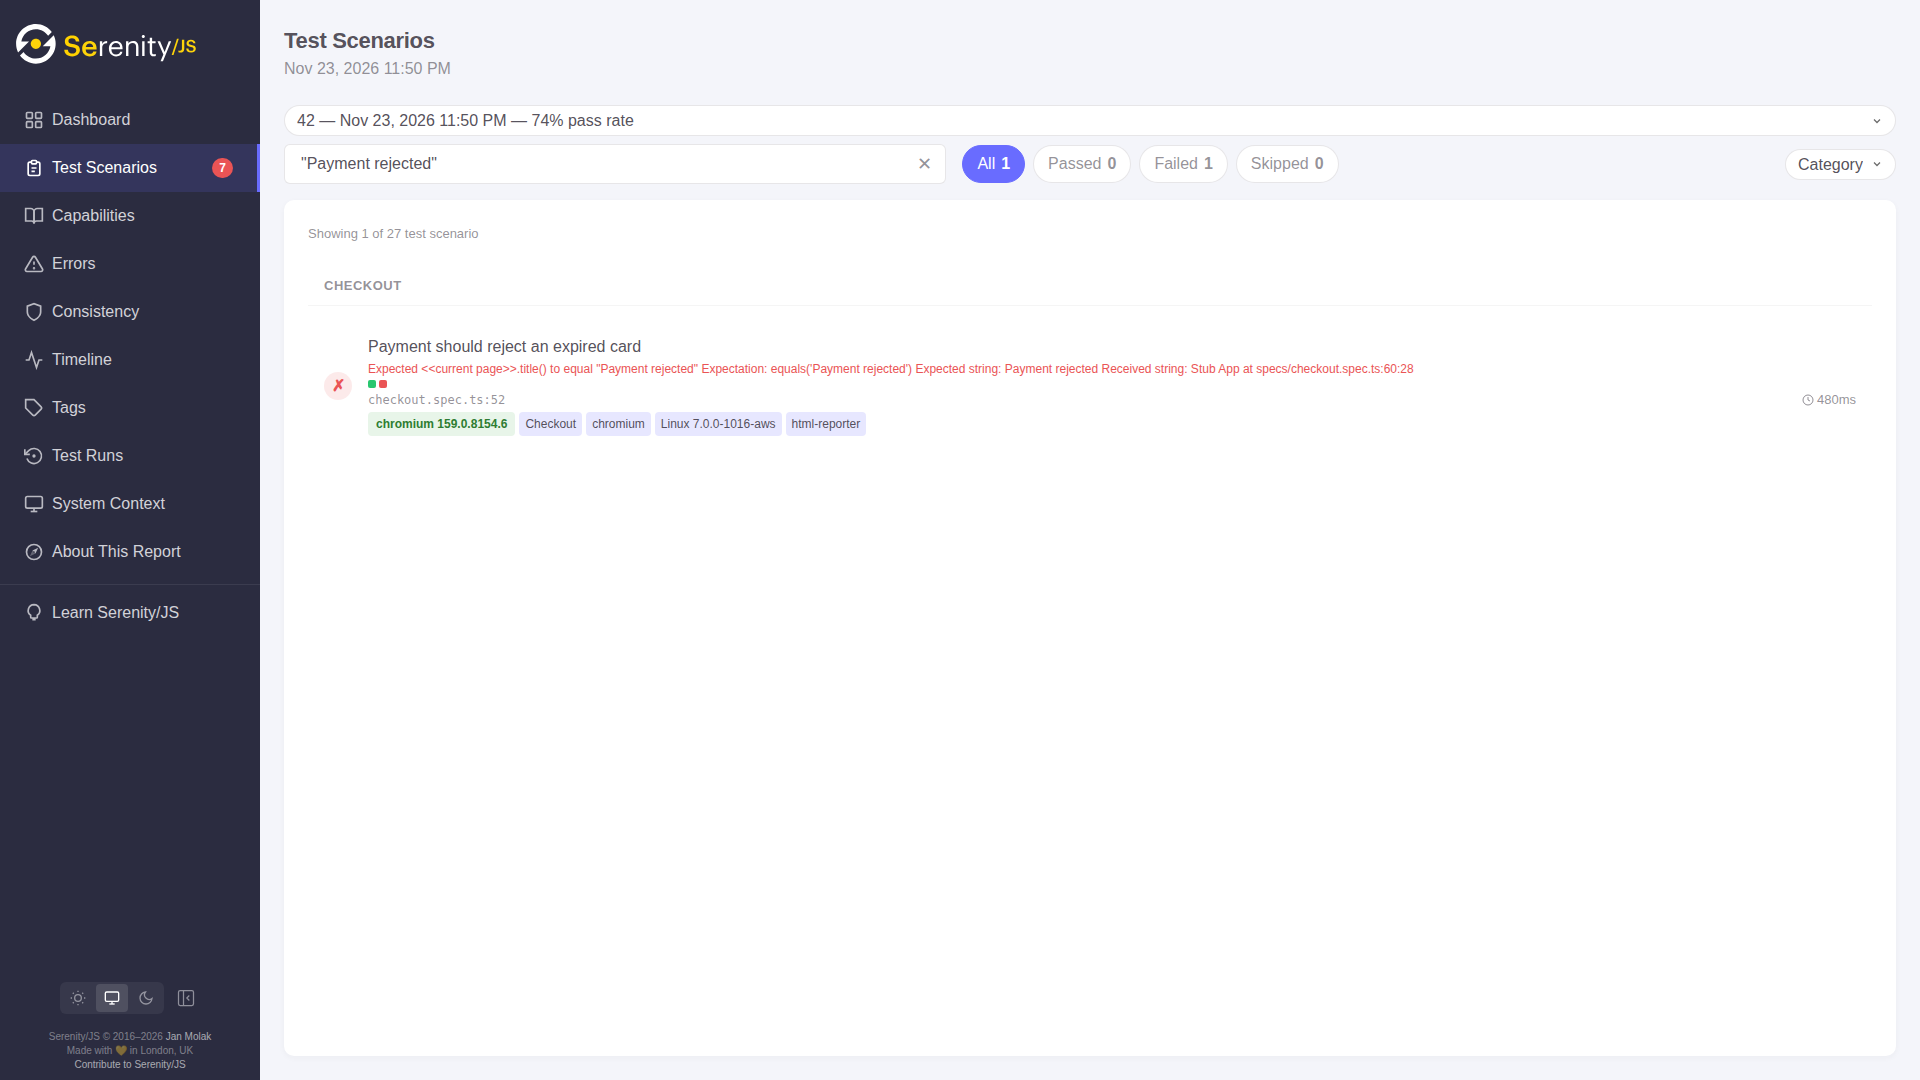 Serenity/JS
Dashboard
Test Scenarios 7
Capabilities
Errors
Consistency
Timeline
Tags
Test Runs
System Context
About This Report
Learn Serenity/JS
Serenity/JS © 2016–2026 Jan Molak
Made with 🧡 in London, UK
Contribute to Serenity/JS
Test Scenarios
Nov 23, 2026 11:50 PM
42 — Nov 23, 2026 11:50 PM — 74% pass rate
"Payment rejected" ✕ All 1 Passed 0 Failed 1 Skipped 0 Category
Showing 1 of 27 test scenario
CHECKOUT
Payment should reject an expired card
Expected <<current page>>.title() to equal "Payment rejected" Expectation: equals('Payment rejected') Expected string: Payment rejected Received string: Stub App at specs/checkout.spec.ts:60:28
✗
checkout.spec.ts:52 480ms
chromium 159.0.8154.6 Checkout chromium Linux 7.0.0-1016-aws html-reporter